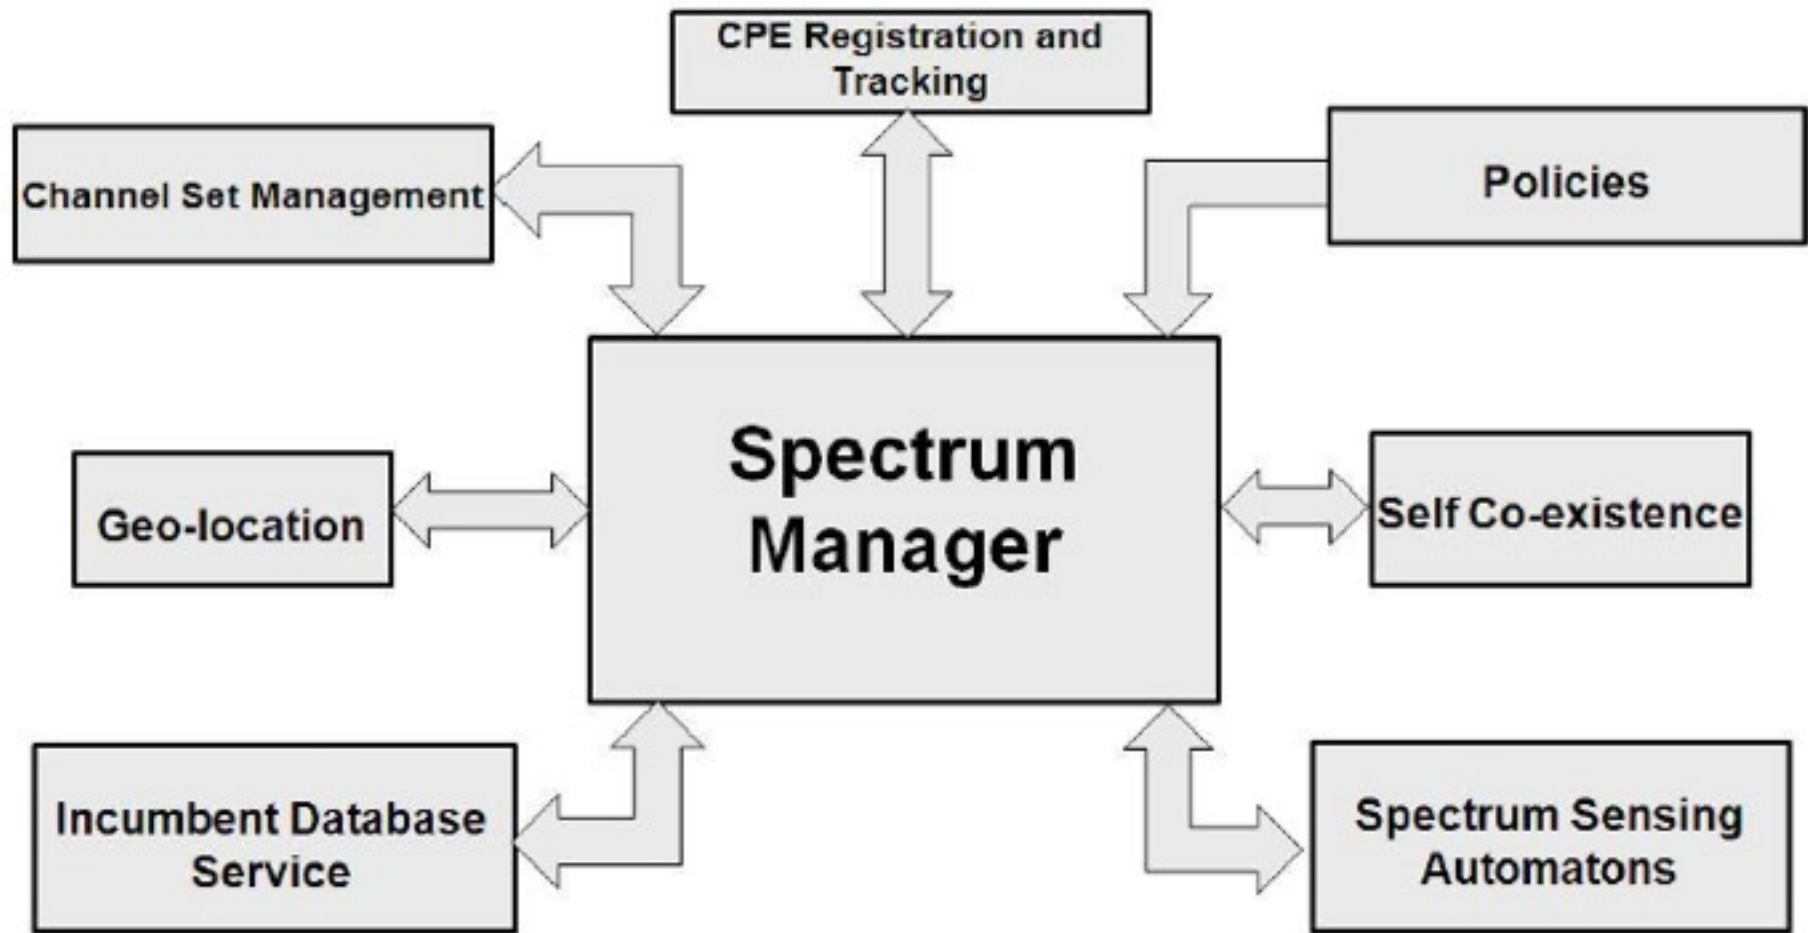 CPE Registration and
Tracking
Channel Set Management
Policies
Spectrum
Manager
Geo-location
Self Co-existence
Incumbent Database
Service
Spectrum Sensing
Automatons